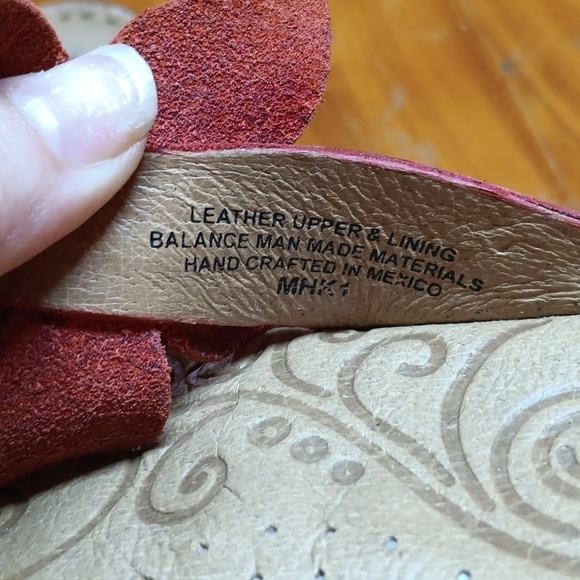 LEATHER UPPER & LINING
BALANCE MAN MADE MATERIALS
HAND CRAFTED IN MEXICO
MHK1